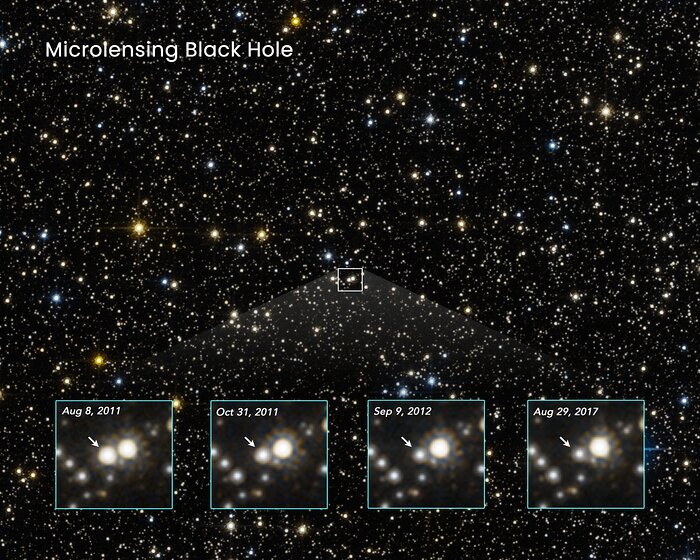 Microlensing Black Hole
Aug 8, 2011
Oct 31, 2011
Sep 9, 2012
Aug 29, 2017